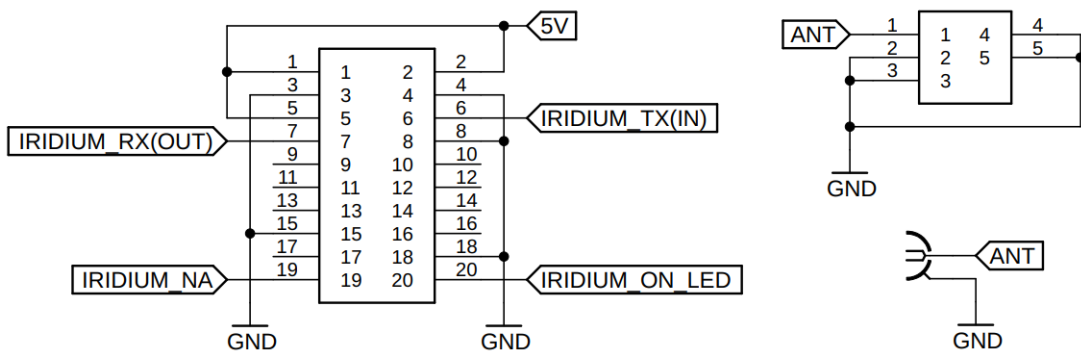 5V
1 1 2 2
3 3 4 4
5 5 6 6 IRIDIUM_TX(IN)
IRIDIUM_RX(OUT) 7 7 8 8
9 9 10 10
11 11 12 12
13 13 14 14
15 15 16 16
17 17 18 18
IRIDIUM_NA 19 19 20 20 IRIDIUM_ON_LED
GND GND
ANT 1 1 4 4
2 2 5 5
3 3
GND
ANT
GND